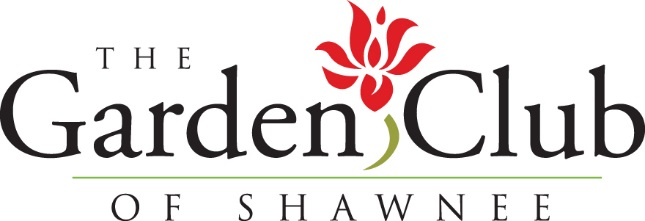 THE
Garden Club
OF SHAWNEE